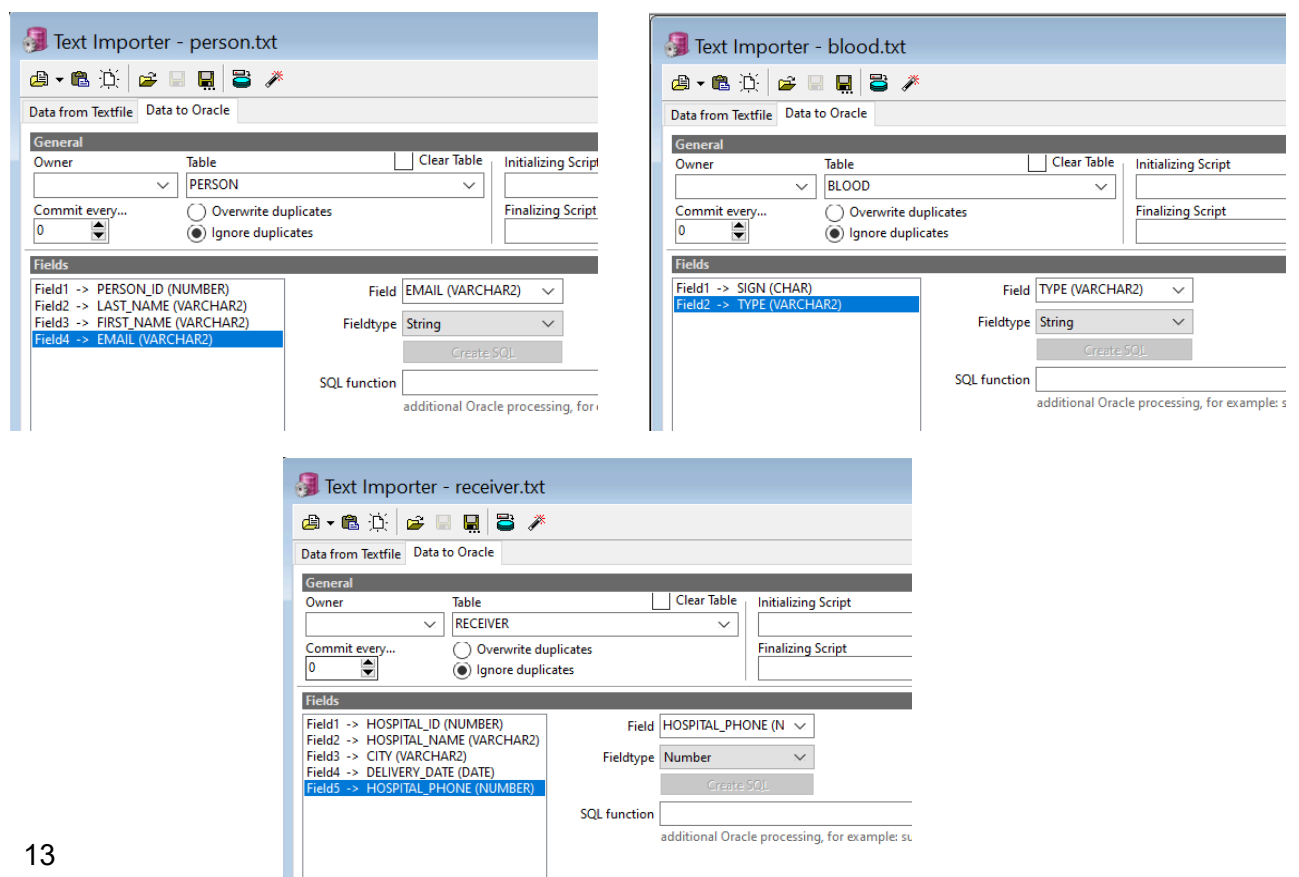 Text Importer - person.txt
Data from Textfile Data to Oracle
General
Owner Table Clear Table Initializing Script
PERSON
Commit every... Overwrite duplicates Finalizing Script
0 Ignore duplicates
Fields
Field1 -> PERSON_ID (NUMBER)
Field2 -> LAST_NAME (VARCHAR2)
Field3 -> FIRST_NAME (VARCHAR2)
Field4 -> EMAIL (VARCHAR2)
Field EMAIL (VARCHAR2)
Fieldtype String
Create SQL
SQL function
additional Oracle processing, for
Text Importer - blood.txt
Data from Textfile Data to Oracle
General
Owner Table Clear Table Initializing Script
BLOOD
Commit every... Overwrite duplicates Finalizing Script
0 Ignore duplicates
Fields
Field1 -> SIGN (CHAR)
Field2 -> TYPE (VARCHAR2)
Field TYPE (VARCHAR2)
Fieldtype String
Create SQL
SQL function
additional Oracle processing, for example: s
Text Importer - receiver.txt
Data from Textfile Data to Oracle
General
Owner Table Clear Table Initializing Script
RECEIVER
Commit every... Overwrite duplicates Finalizing Script
0 Ignore duplicates
Fields
Field1 -> HOSPITAL_ID (NUMBER)
Field2 -> HOSPITAL_NAME (VARCHAR2)
Field3 -> CITY (VARCHAR2)
Field4 -> DELIVERY_DATE (DATE)
Field5 -> HOSPITAL_PHONE (NUMBER)
Field HOSPITAL_PHONE (N
Fieldtype Number
Create SQL
SQL function
additional Oracle processing, for example: su
13